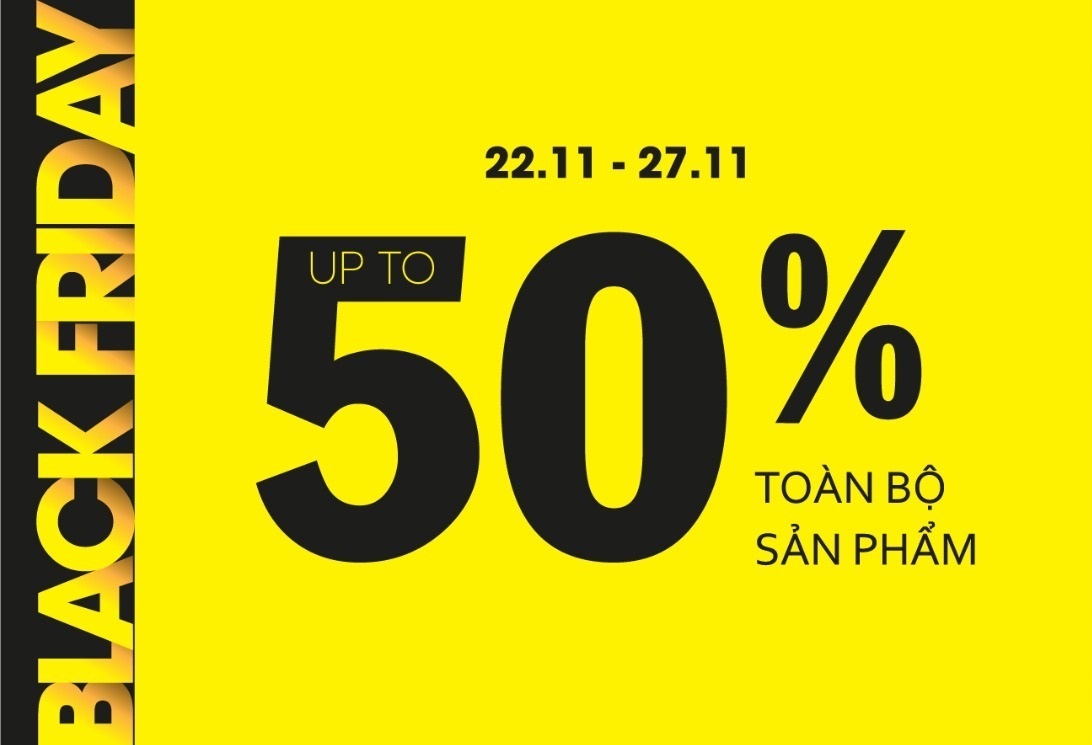 BLACK FRIDAY
22.11 - 27.11
UP TO
50%
TOÀN BỘ
SẢN PHẨM